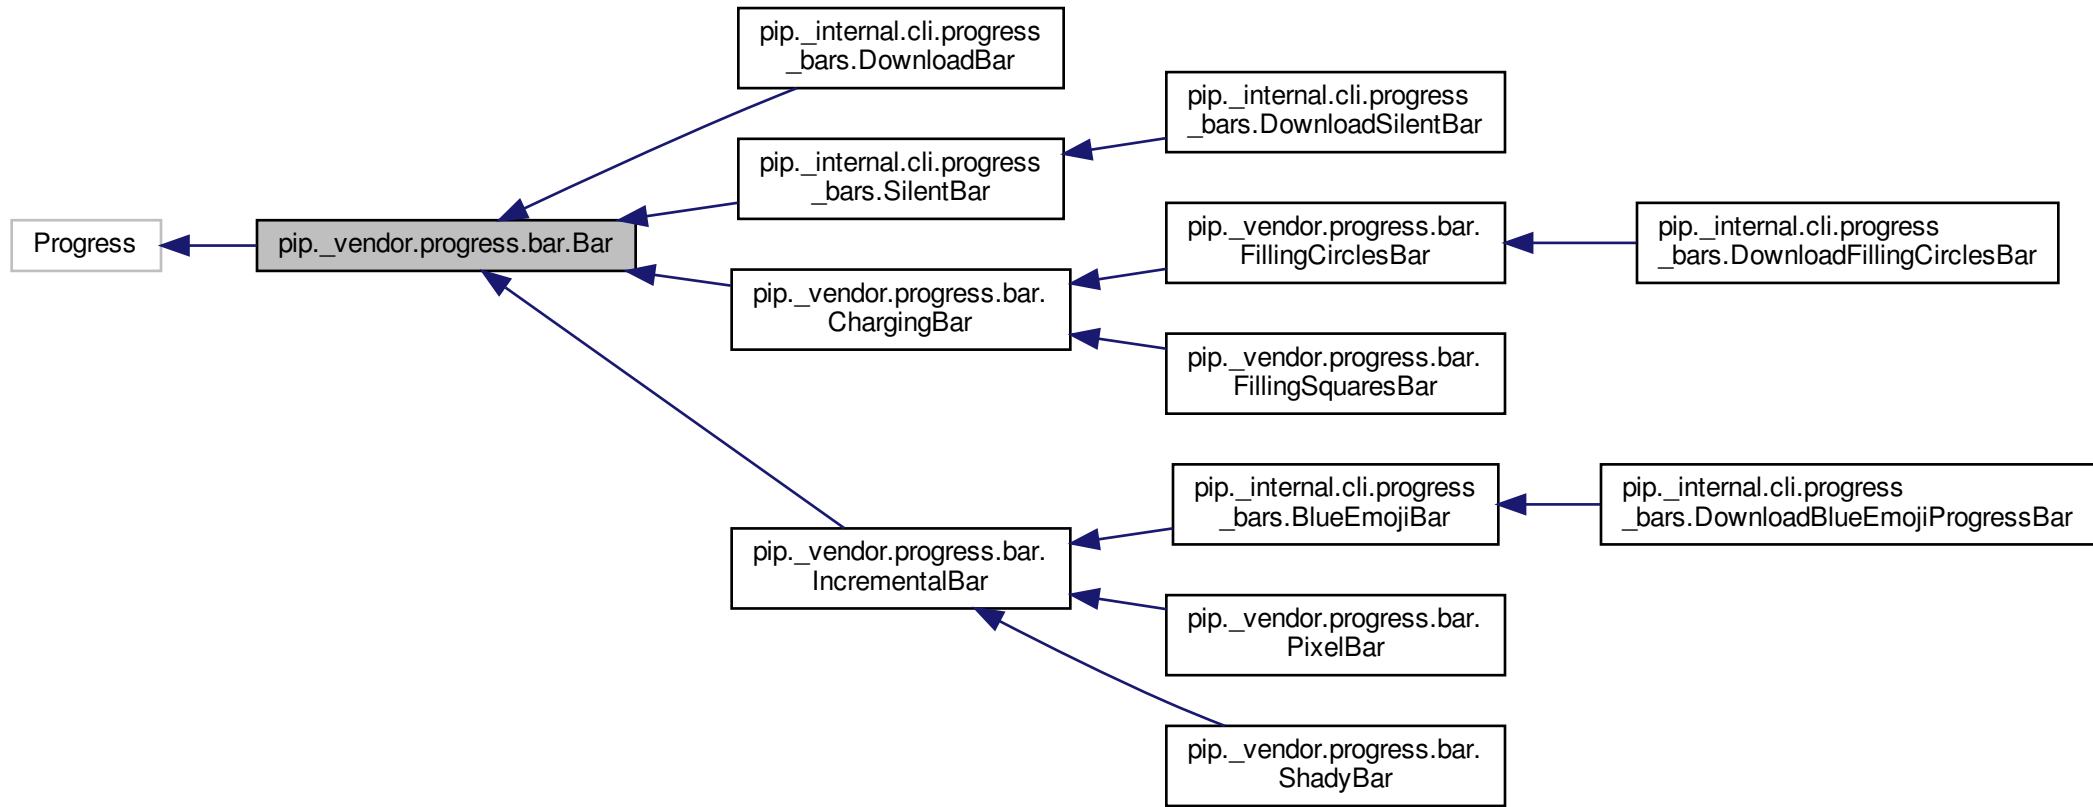 Progress
pip._vendor.progress.bar.Bar
pip._internal.cli.progress
_bars.DownloadBar
pip._internal.cli.progress
_bars.SilentBar
pip._vendor.progress.bar.
ChargingBar
pip._vendor.progress.bar.
IncrementalBar
pip._internal.cli.progress
_bars.DownloadSilentBar
pip._vendor.progress.bar.
FillingCirclesBar
pip._vendor.progress.bar.
FillingSquaresBar
pip._internal.cli.progress
_bars.BlueEmojiBar
pip._vendor.progress.bar.
PixelBar
pip._vendor.progress.bar.
ShadyBar
pip._internal.cli.progress
_bars.DownloadFillingCirclesBar
pip._internal.cli.progress
_bars.DownloadBlueEmojiProgressBar